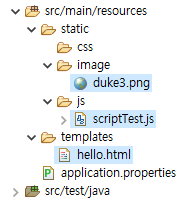 src/main/resources
static
css
image
duke3.png
js
scriptTest.js
templates
hello.html
application.properties
src/test/java